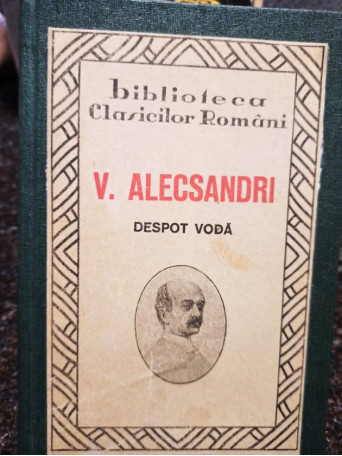 biblioteca
Clasicilor Români
V. ALECSANDRI
DESPOT VODĂ